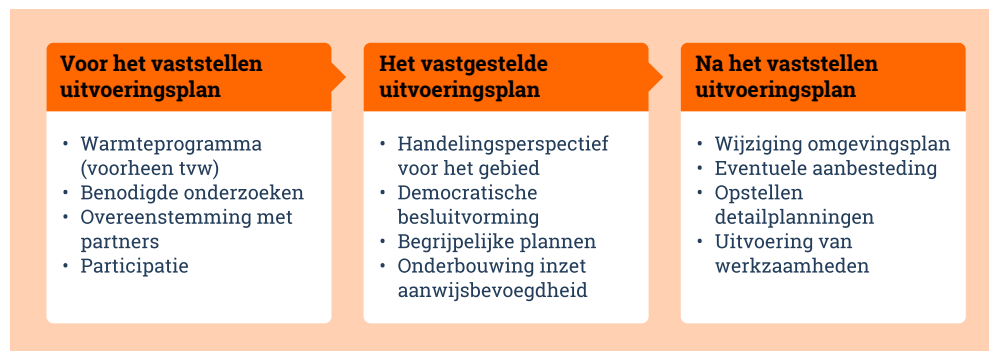 Voor het vaststellen
uitvoeringsplan
• Warmteprogramma
(voorheen tvw)
• Benodigde onderzoeken
• Overeenstemming met
partners
• Participatie
Het vastgestelde
uitvoeringsplan
• Handelingsperspectief
voor het gebied
• Democratische
besluitvorming
• Begrijpelijke plannen
• Onderbouwing inzet
aanwijsbevoegdheid
Na het vaststellen
uitvoeringsplan
• Wijziging omgevingsplan
• Eventuele aanbesteding
• Opstellen
detailplanningen
• Uitvoering van
werkzaamheden